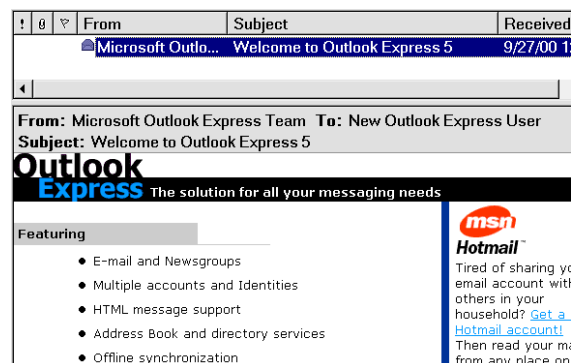 ! From Subject Received
Microsoft Outlo... Welcome to Outlook Express 5 9/27/00
From: Microsoft Outlook Express Team To: New Outlook Express User
Subject: Welcome to Outlook Express 5
Outlook
Express The solution for all your messaging needs
msn
Hotmail™
Featuring
• E-mail and Newsgroups
• Multiple accounts and Identities
• HTML message support
• Address Book and directory services
• Offline synchronization
Tired of sharing
email account
others in your
household? Get a
Hotmail account!
Then read your
from any place on